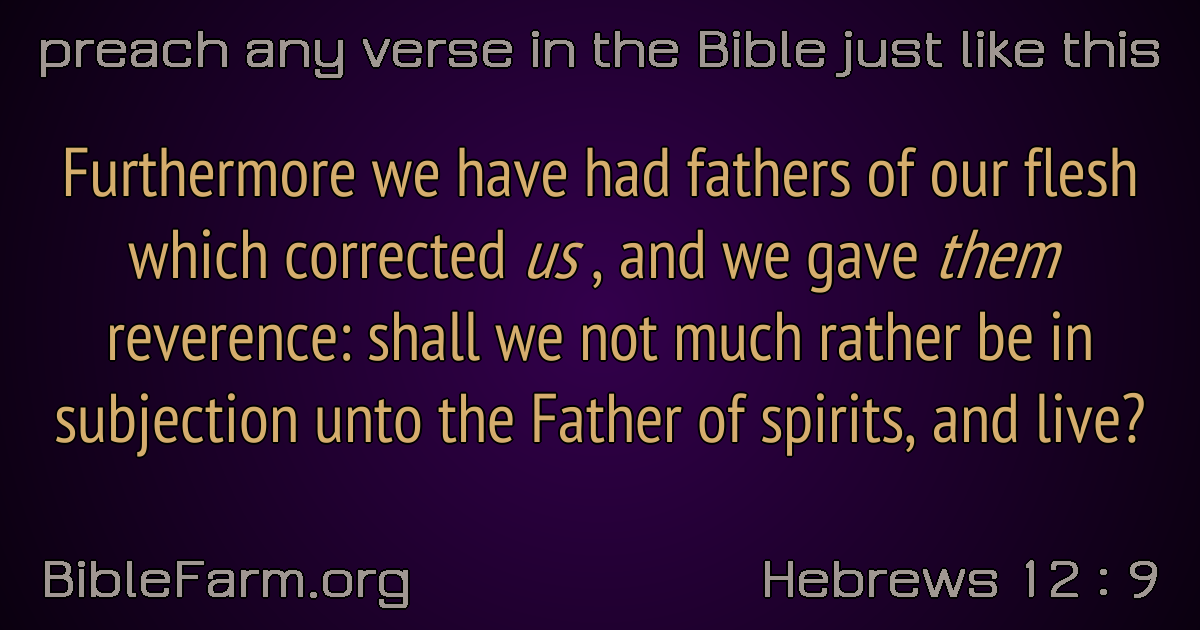 preach any verse in the Bible just like this
Furthermore we have had fathers of our flesh
which corrected us , and we gave them
reverence: shall we not much rather be in
subjection unto the Father of spirits, and live?
BibleFarm.org
Hebrews 12 : 9